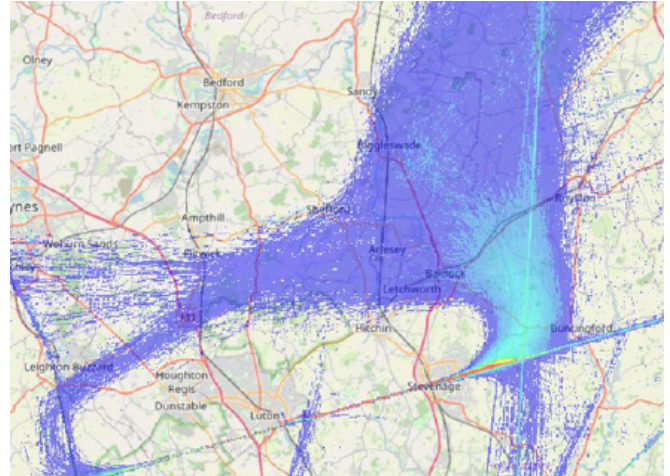 Bedford
Olney
Bedford
Kempston
Sandy
ort Pagnell
Biggleswade
ynes
Royston
Ampthill
Shefford
Woburn Sands
Flitwick
Arlesey
Baldock
Letchworth
M1
Hitchin
Buntingford
Leighton Buzzard
Houghton
Regis
Stevenage
Dunstable
Luton